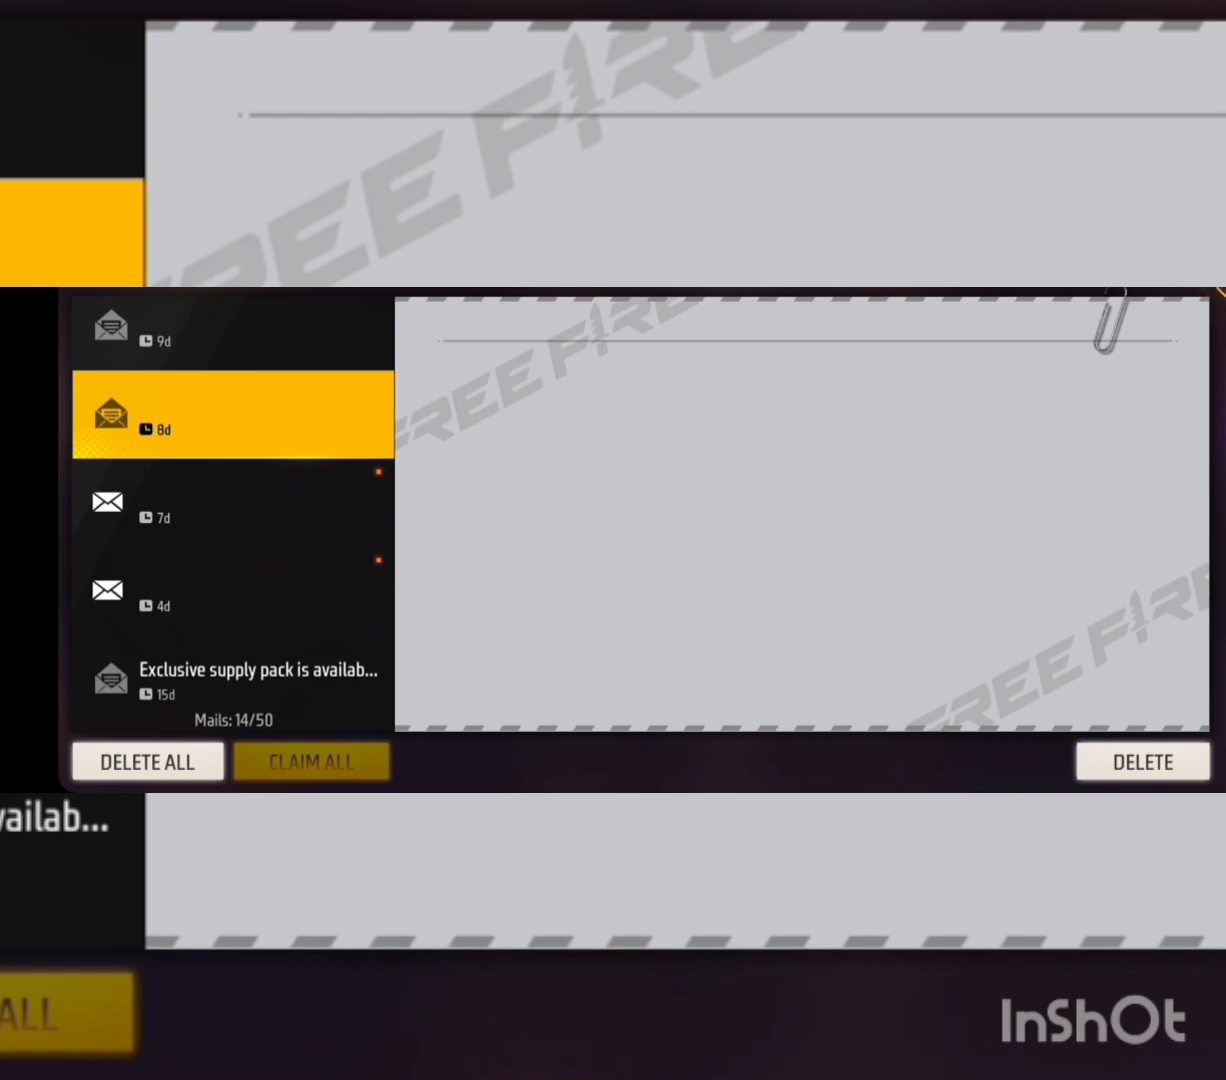 FREE FIRE
9d
FREE FIRE
8d
7d
4d
Exclusive supply pack is availab...
15d
Mails: 14/50
FREE FIRE
DELETE ALL
CLAIM ALL
DELETE
vailab...
ALL
InShOt